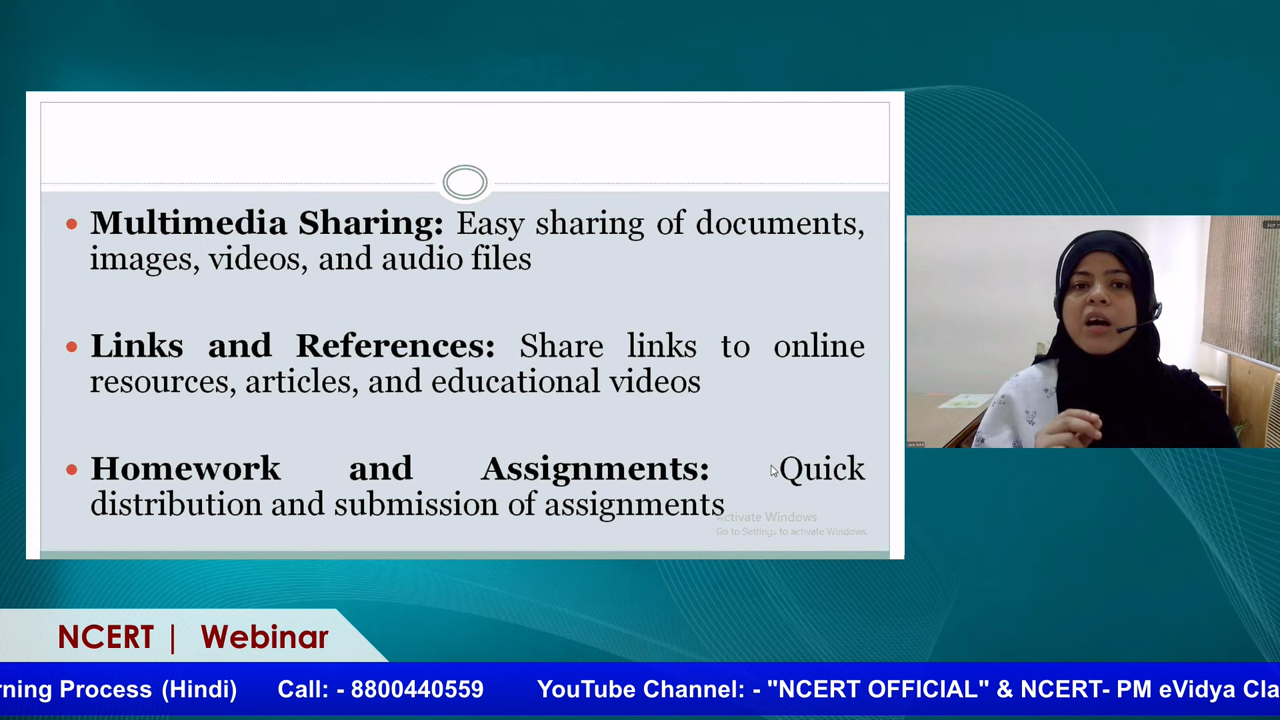 Multimedia Sharing: Easy sharing of documents,
images, videos, and audio files
Links and References: Share links to online
resources, articles, and educational videos
Homework and Assignments: Quick
distribution and submission of assignments
Activate Windows
Go to Settings to activate Windows.
NCERT | Webinar
rning Process (Hindi) Call: - 8800440559 YouTube Channel: - "NCERT OFFICIAL" & NCERT- PM eVidya Cla